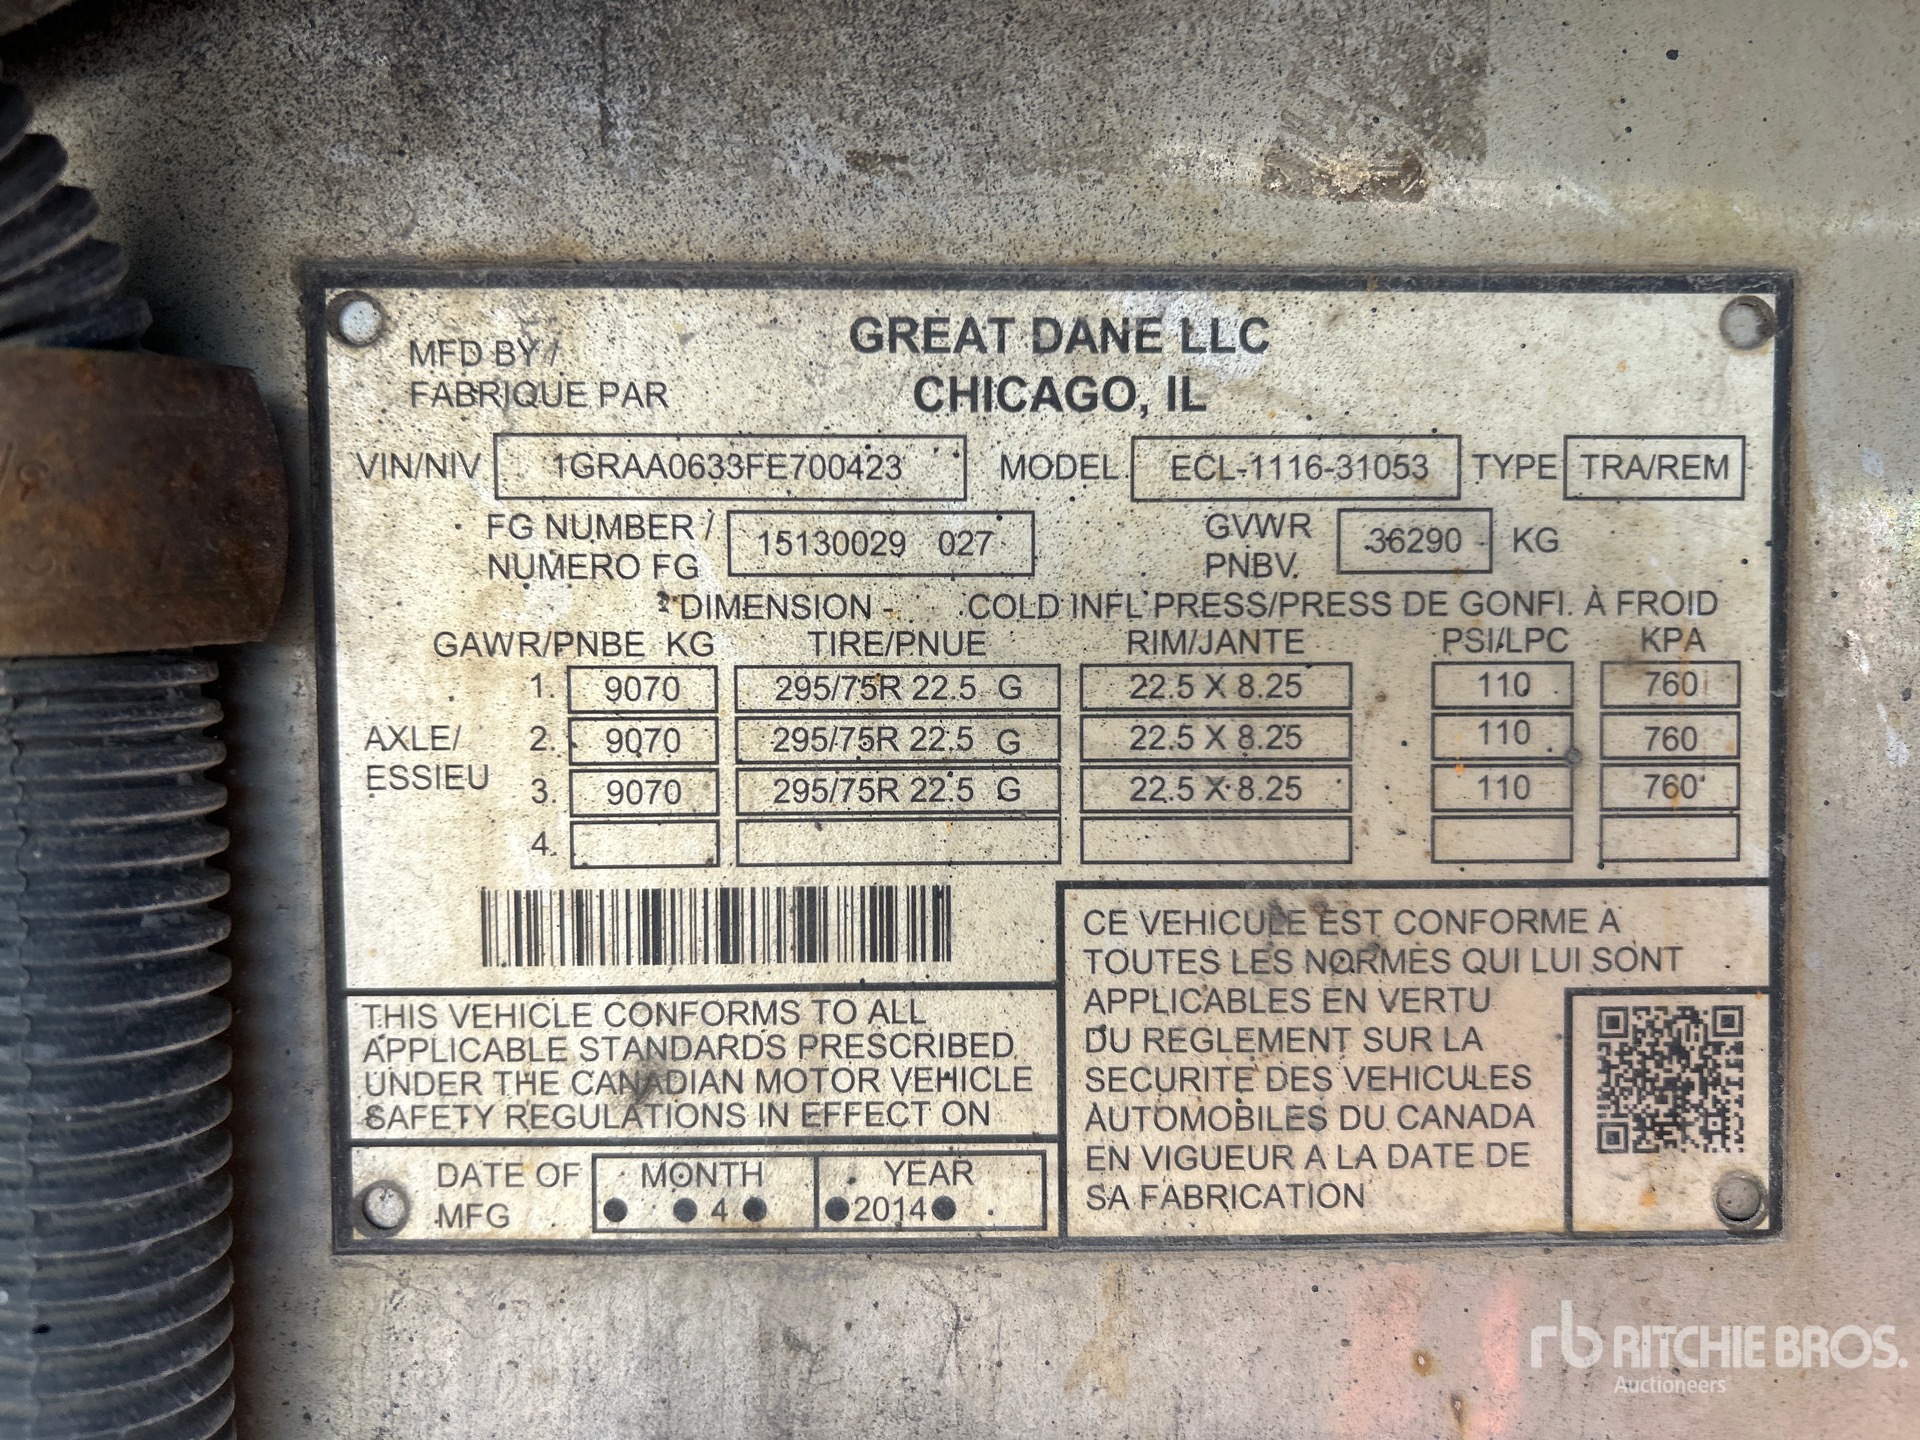 MFD BY /
FABRIQUE PAR
GREAT DANE LLC
CHICAGO, IL
VIN/NIV 1GRAA0633FE700423 MODEL ECL-1116-31053 TYPE TRA/REM
FG NUMBER /
NUMERO FG
15130029 027
GVWR
PNBV
36290 KG
DIMENSION - COLD INFL PRESS/PRESS DE GONFI. À FROID
GAWR/PNBE KG TIRE/PNUE RIM/JANTE PSI/LPC KPA
AXLE/
ESSIEU
1. 9070 295/75R 22.5 G 22.5 X 8.25 110 760
2. 9070 295/75R 22.5 G 22.5 X 8.25 110 760
3. 9070 295/75R 22.5 G 22.5 X 8.25 110 760
4.
THIS VEHICLE CONFORMS TO ALL
APPLICABLE STANDARDS PRESCRIBED
UNDER THE CANADIAN MOTOR VEHICLE
SAFETY REGULATIONS IN EFFECT ON
DATE OF
MFG
MONTH YEAR
4 2014
CE VEHICULE EST CONFORME A
TOUTES LES NORMES QUI LUI SONT
APPLICABLES EN VERTU
DU REGLEMENT SUR LA
SECURITE DES VEHICULES
AUTOMOBILES DU CANADA
EN VIGUEUR A LA DATE DE
SA FABRICATION
rb RITCHIE BROS.
Auctioneers